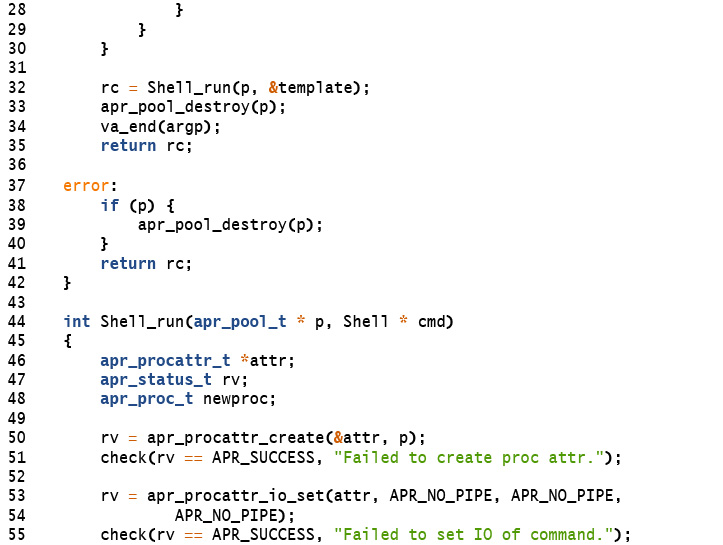 28                }
29            }
30        }
31
32        rc = Shell_run(p, &template);
33        apr_pool_destroy(p);
34        va_end(argp);
35        return rc;
36
37    error:
38        if (p) {
39            apr_pool_destroy(p);
40        }
41        return rc;
42    }
43
44    int Shell_run(apr_pool_t * p, Shell * cmd)
45    {
46        apr_procattr_t *attr;
47        apr_status_t rv;
48        apr_proc_t newproc;
49
50        rv = apr_procattr_create(&attr, p);
51        check(rv == APR_SUCCESS, "Failed to create proc attr.");
52
53        rv = apr_procattr_io_set(attr, APR_NO_PIPE, APR_NO_PIPE,
54                APR_NO_PIPE);
55        check(rv == APR_SUCCESS, "Failed to set IO of command.");